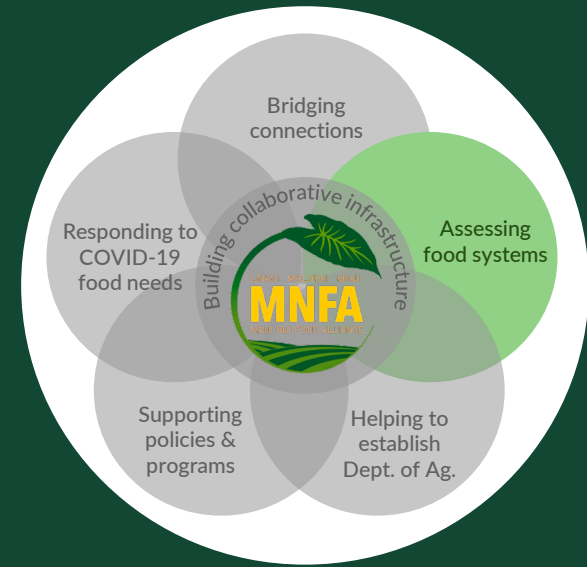 Bridging
connections
Assessing
food systems
Responding to
COVID-19
food needs
Building collaborative infrastructure
MNFA
Supporting
policies &
programs
Helping to
establish
Dept. of Ag.